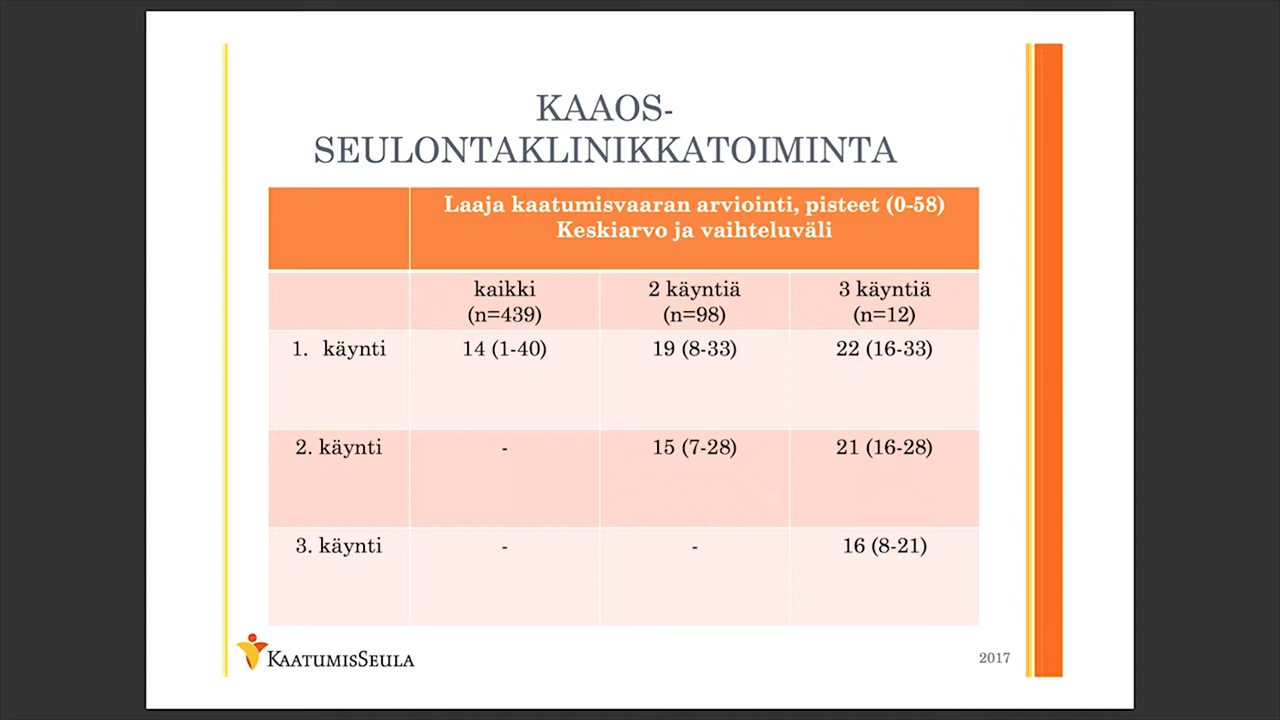 KAAOS-
SEULONTAKLINIKKATOIMINTA
Laaja kaatumisvaaran arviointi, pisteet (0-58)
Keskiarvo ja vaihteluväli
kaikki
(n=439)
2 käyntiä
(n=98)
3 käyntiä
(n=12)
1. käynti
14 (1-40)
19 (8-33)
22 (16-33)
2. käynti
-
15 (7-28)
21 (16-28)
3. käynti
-
-
16 (8-21)
KAATUMISSEULA
2017